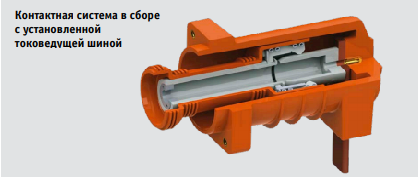 Контактная система в сборе
с установленной
токоведущей шиной